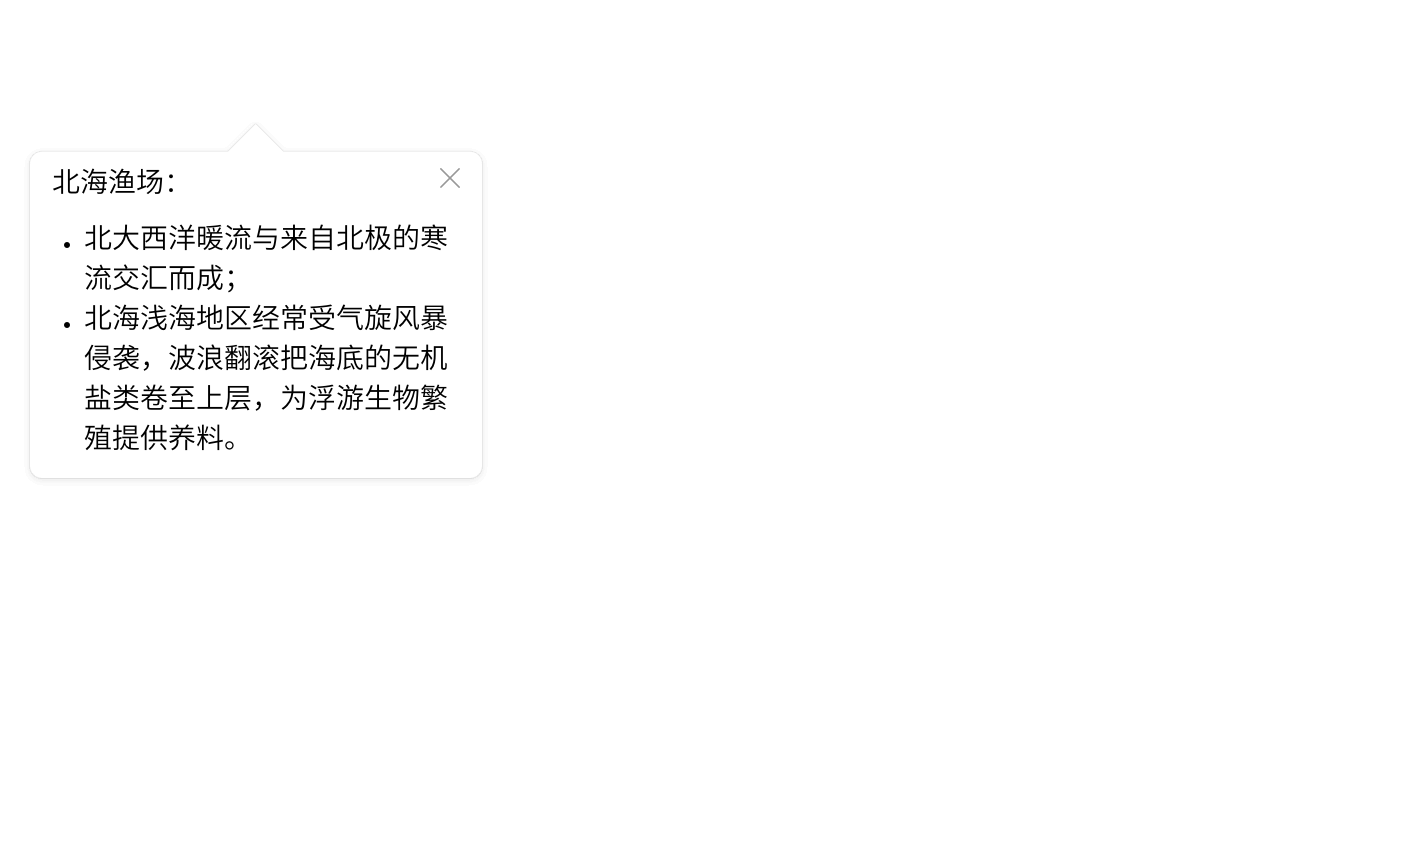 北海渔场：
• 北大西洋暖流与来自北极的寒
流交汇而成；
• 北海浅海地区经常受气旋风暴
侵袭，波浪翻滚把海底的无机
盐类卷至上层，为浮游生物繁
殖提供养料。